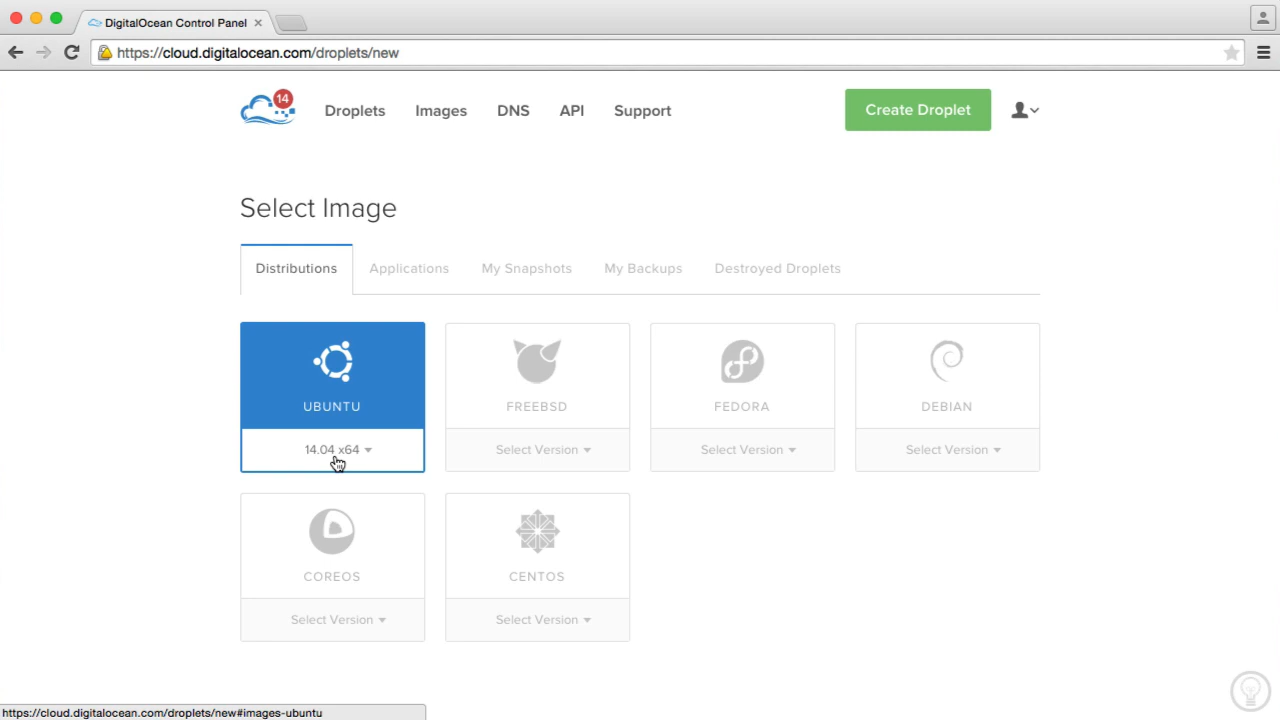 DigitalOcean Control Panel
https://cloud.digitalocean.com/droplets/new
14
Droplets Images DNS API Support Create Droplet
Select Image
Distributions Applications My Snapshots My Backups Destroyed Droplets
UBUNTU FREEBSD FEDORA DEBIAN
14.04 x64 Select Version Select Version Select Version
COREOS CENTOS
Select Version Select Version
https://cloud.digitalocean.com/droplets/new#images-ubuntu